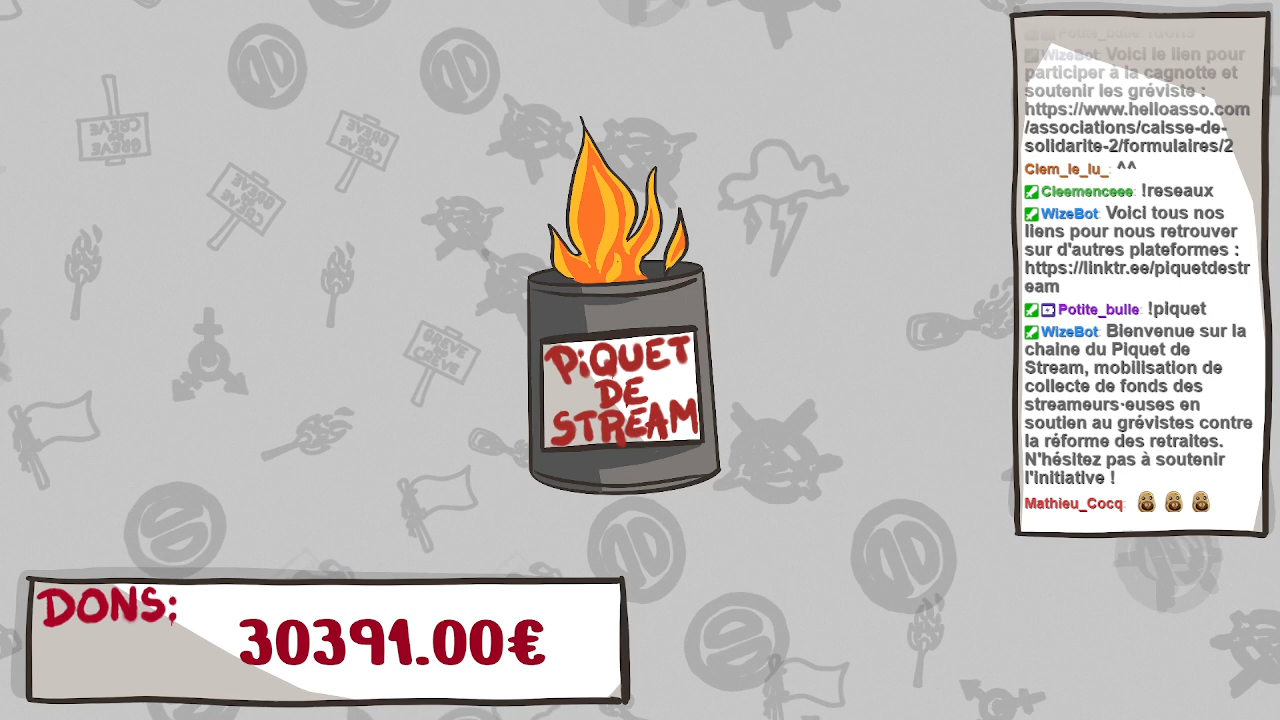 PiQUET
DE
STREAM
DONS:
30391.00€
Potite_bulle:
WizeBot: Voici le lien pour
participer à la cagnotte et
soutenir les gréviste :
https://www.helloasso.com
/associations/caisse-de-
solidarite-2/formulaires/2
Clem_le_lu_: ^^
Cleemenceee: !reseaux
WizeBot: Voici tous nos
liens pour nous retrouver
sur d'autres plateformes :
https://linktr.ee/piquetdestr
eam
Potite_bulle: !piquet
WizeBot: Bienvenue sur la
chaine du Piquet de
Stream, mobilisation de
collecte de fonds des
streameurs·euses en
soutien au grévistes contre
la réforme des retraites.
N'hésitez pas à soutenir
l'initiative !
Mathieu_Cocq: